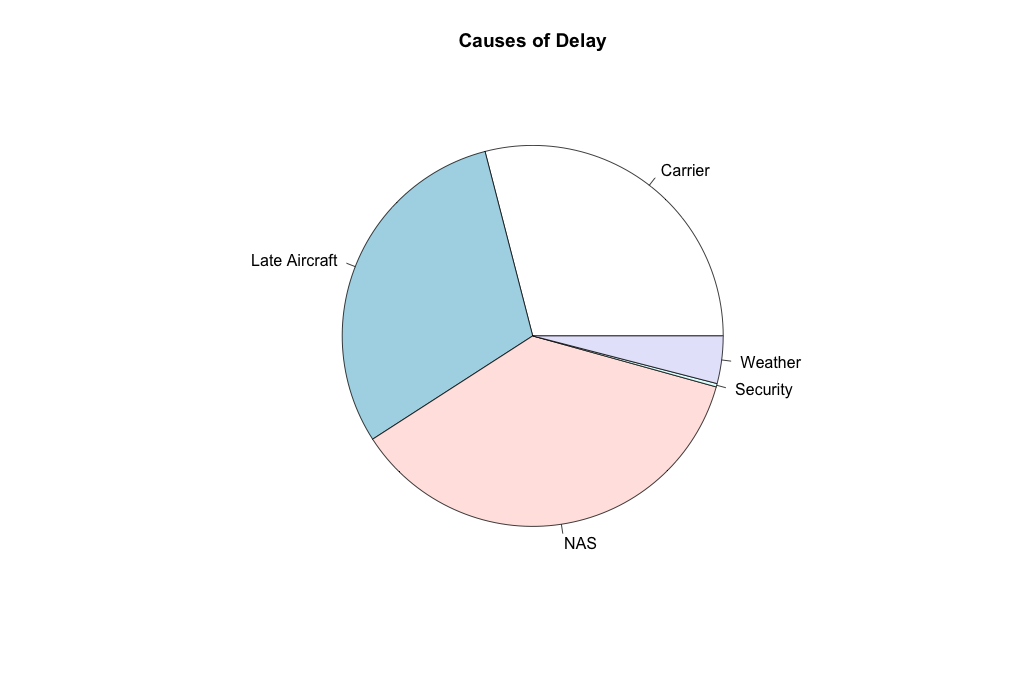 Causes of Delay
Carrier
Late Aircraft
Weather
Security
NAS